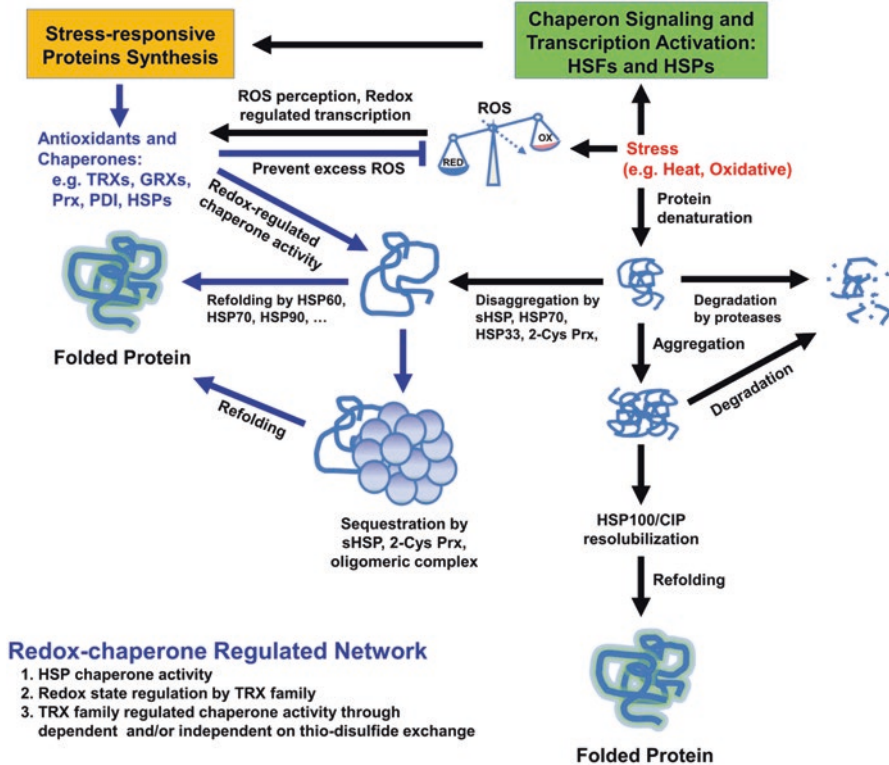 Stress-responsive
Proteins Synthesis
Chaperon Signaling and
Transcription Activation:
HSFs and HSPs
ROS perception, Redox
regulated transcription
ROS
RED
OX
Stress
(e.g. Heat, Oxidative)
Antioxidants and
Chaperones:
e.g. TRXs, GRXs,
Prx, PDI, HSPs
Prevent excess ROS
Redox-regulated
chaperone activity
Protein
denaturation
Refolding by HSP60,
HSP70, HSP90, ...
Disaggregation by
sHSP, HSP70,
HSP33, 2-Cys Prx,
Degradation
by proteases
Folded Protein
Aggregation
Degradation
Refolding
Sequestration by
sHSP, 2-Cys Prx,
oligomeric complex
HSP100/CIP
resolubilization
Refolding
Redox-chaperone Regulated Network
1. HSP chaperone activity
2. Redox state regulation by TRX family
3. TRX family regulated chaperone activity through
dependent and/or independent on thio-disulfide exchange
Folded Protein